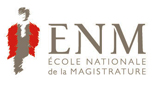 ENM
ÉCOLE NATIONALE
de la MAGISTRATURE